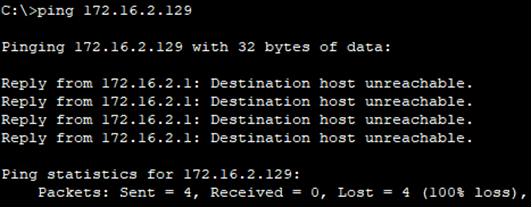 C:\>ping 172.16.2.129
Pinging 172.16.2.129 with 32 bytes of data:
Reply from 172.16.2.1: Destination host unreachable.
Reply from 172.16.2.1: Destination host unreachable.
Reply from 172.16.2.1: Destination host unreachable.
Reply from 172.16.2.1: Destination host unreachable.
Ping statistics for 172.16.2.129:
    Packets: Sent = 4, Received = 0, Lost = 4 (100% loss),